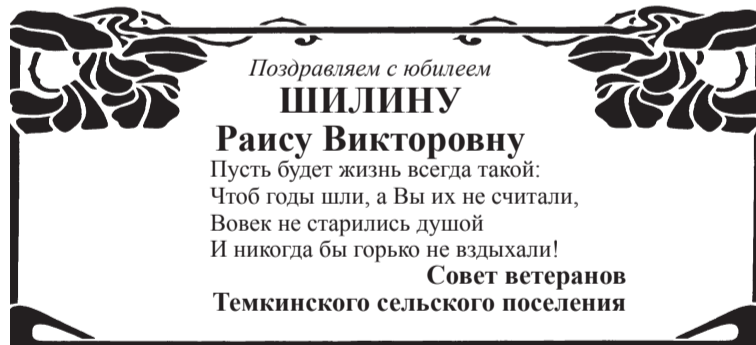 Поздравляем с юбилеем
ШИЛИНУ
Раису Викторовну
Пусть будет жизнь всегда такой:
Чтоб годы шли, а Вы их не считали,
Вовек не старились душой
И никогда бы горько не вздыхали!
Совет ветеранов
Темкинского сельского поселения